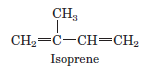 CH₃
CH₂=C—CH=CH₂
Isoprene